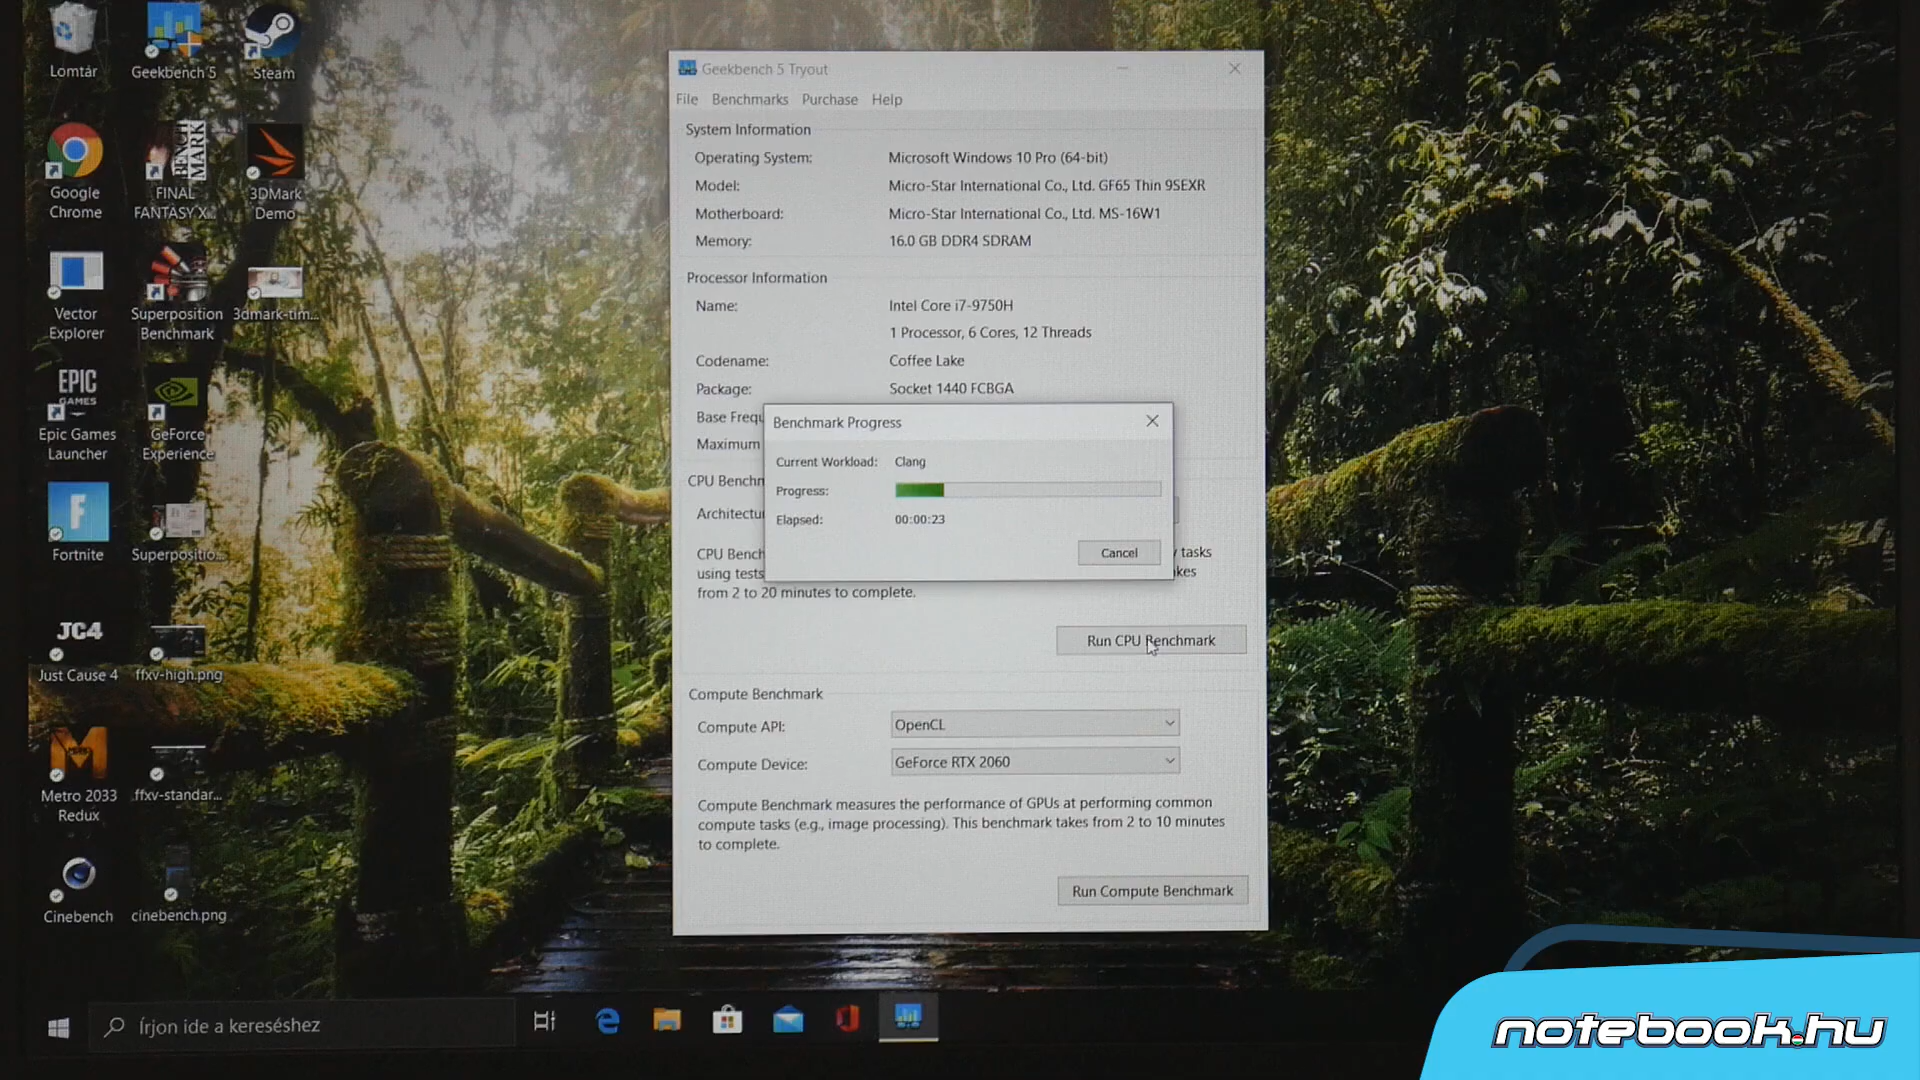 Lomtár
Geekbench 5
Steam
Google
Chrome
BENCH
MARK
FINAL
FANTASY X...
3DMark
Demo
Vector
Explorer
Superposition
Benchmark
3dmark-tim...
EPIC
GAMES
Epic Games
Launcher
GeForce
Experience
F
Fortnite
Superpositio...
JC4
Just Cause 4
ffxv-high.png
Metro 2033
Redux
ffxv-standar...
Cinebench
cinebench.png
Geekbench 5 Tryout
File Benchmarks Purchase Help
System Information
Operating System: Microsoft Windows 10 Pro (64-bit)
Model: Micro-Star International Co., Ltd. GF65 Thin 9SEXR
Motherboard: Micro-Star International Co., Ltd. MS-16W1
Memory: 16.0 GB DDR4 SDRAM
Processor Information
Name: Intel Core i7-9750H
1 Processor, 6 Cores, 12 Threads
Codename: Coffee Lake
Package: Socket 1440 FCBGA
Base Frequ
Maximum
CPU Benchm
Architectu
CPU Bench
tasks
using tests
kes
from 2 to 20 minutes to complete.
Run CPU Benchmark
Benchmark Progress
Current Workload: Clang
Progress:
Elapsed: 00:00:23
Cancel
Compute Benchmark
Compute API: OpenCL
Compute Device: GeForce RTX 2060
Compute Benchmark measures the performance of GPUs at performing common
compute tasks (e.g., image processing). This benchmark takes from 2 to 10 minutes
to complete.
Run Compute Benchmark
Írjon ide a kereséshez
notebook.hu